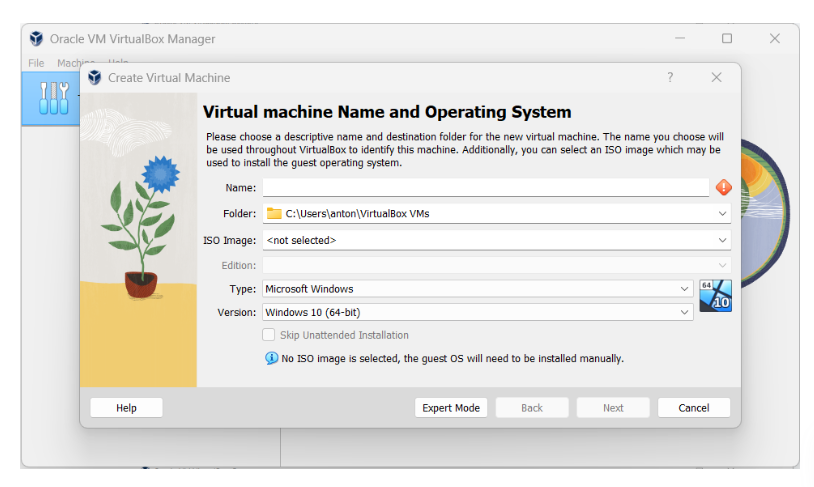 Oracle VM VirtualBox Manager
File Machine Help
Create Virtual Machine ?
Virtual machine Name and Operating System
Please choose a descriptive name and destination folder for the new virtual machine. The name you choose will
be used throughout VirtualBox to identify this machine. Additionally, you can select an ISO image which may be
used to install the guest operating system.
Name:
Folder: C:\Users\anton\VirtualBox VMs
ISO Image: <not selected>
Edition:
Type: Microsoft Windows
64
10
Version: Windows 10 (64-bit)
Skip Unattended Installation
No ISO image is selected, the guest OS will need to be installed manually.
Help Expert Mode Back Next Cancel